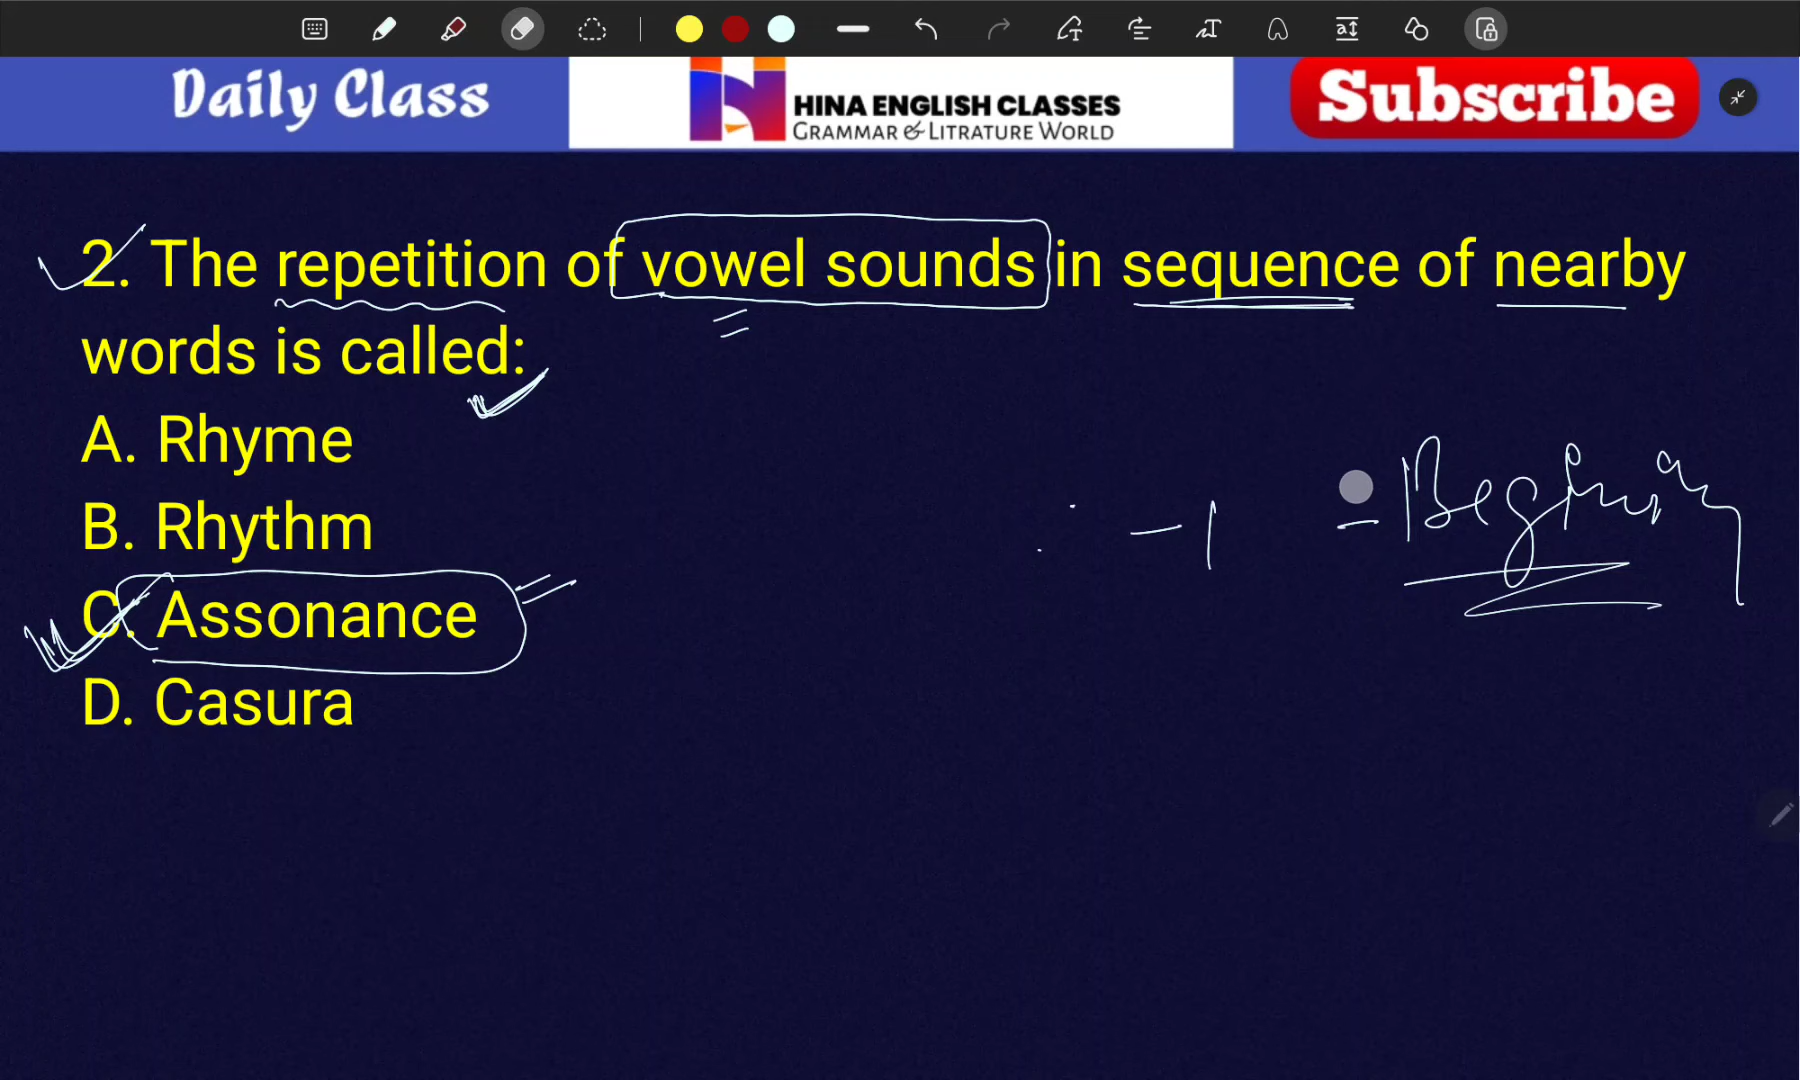 Daily Class
HINA ENGLISH CLASSES
GRAMMAR & LITRATURE WORLD
Subscribe
2. The repetition of vowel sounds in sequence of nearby
words is called:
A. Rhyme
B. Rhythm
C. Assonance
D. Casura